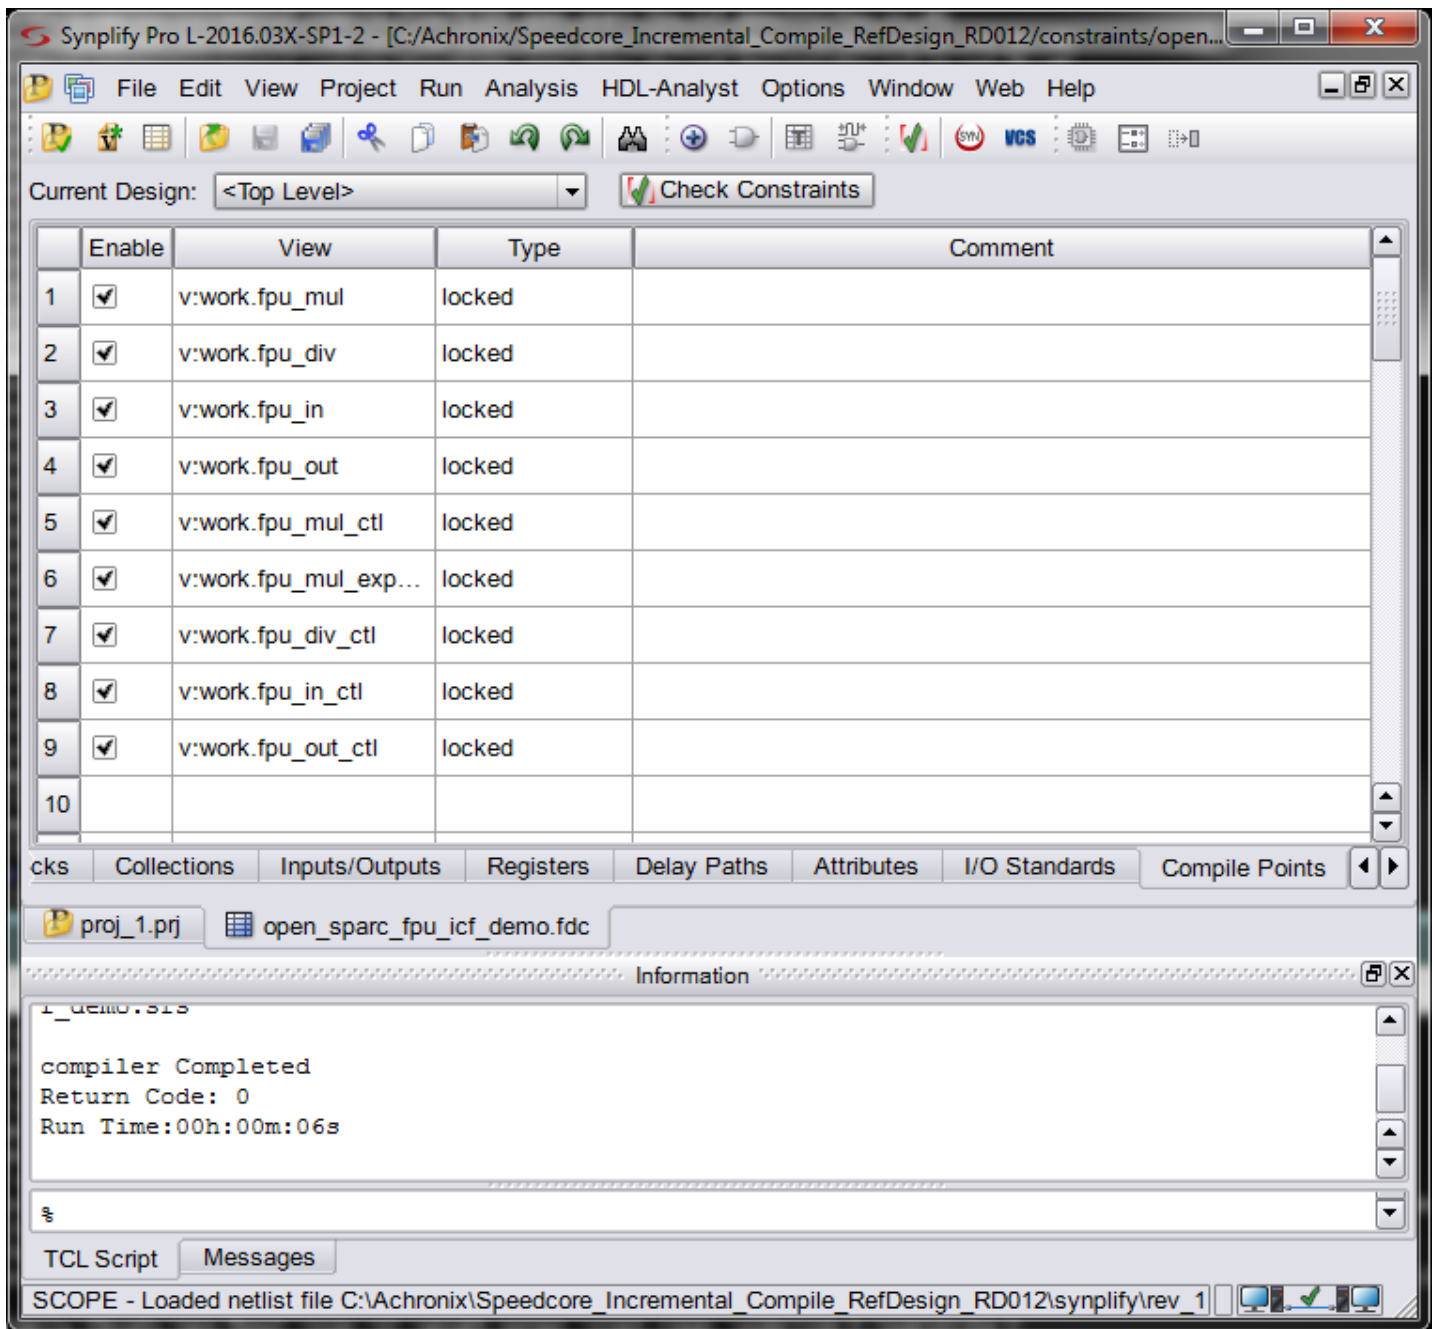 Synplify Pro L-2016.03X-SP1-2 - [C:/Achronix/Speedcore_Incremental_Compile_RefDesign_RD012/constraints/open...
File Edit View Project Run Analysis HDL-Analyst Options Window Web Help
SYN VCS
Current Design: <Top Level> Check Constraints
Enable View Type Comment
1 v:work.fpu_mul locked
2 v:work.fpu_div locked
3 v:work.fpu_in locked
4 v:work.fpu_out locked
5 v:work.fpu_mul_ctl locked
6 v:work.fpu_mul_exp... locked
7 v:work.fpu_div_ctl locked
8 v:work.fpu_in_ctl locked
9 v:work.fpu_out_ctl locked
10
cks Collections Inputs/Outputs Registers Delay Paths Attributes I/O Standards Compile Points
proj_1.prj open_sparc_fpu_icf_demo.fdc
Information
f_demo.srs
compiler Completed
Return Code: 0
Run Time:00h:00m:06s
%
TCL Script Messages
SCOPE - Loaded netlist file C:\Achronix\Speedcore_Incremental_Compile_RefDesign_RD012\synplify\rev_1